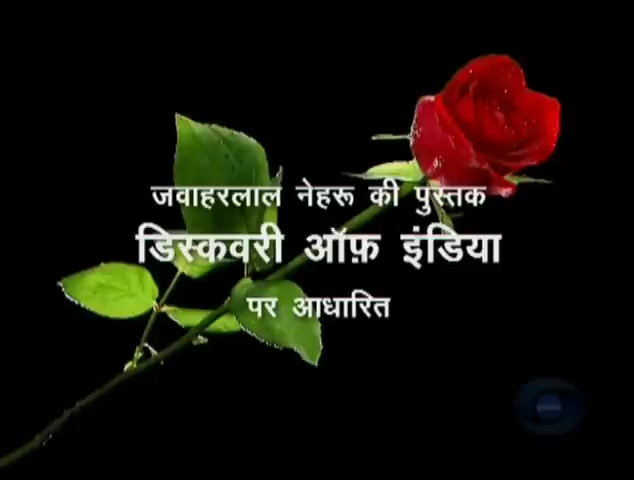 जवाहरलाल नेहरू की पुस्तक
डिस्कवरी ऑफ़ इंडिया
पर आधारित